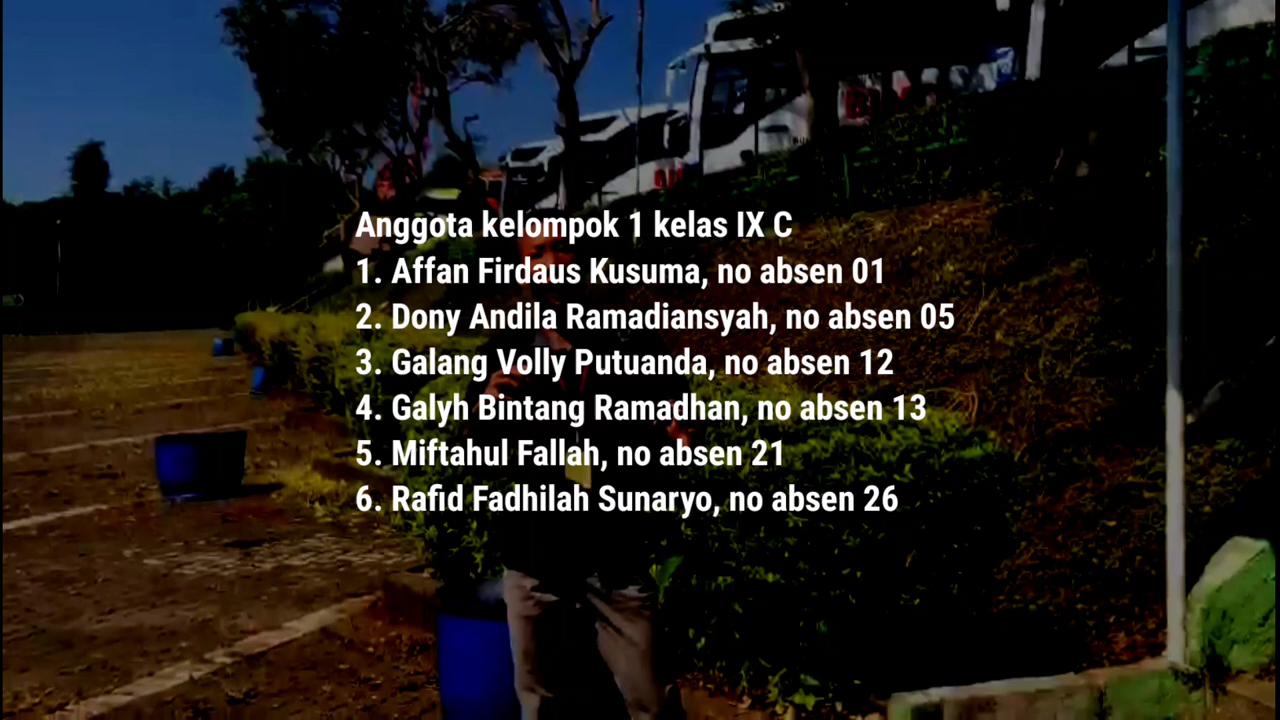 Anggota kelompok 1 kelas IX C
1. Affan Firdaus Kusuma, no absen 01
2. Dony Andila Ramadiansyah, no absen 05
3. Galang Volly Putuanda, no absen 12
4. Galyh Bintang Ramadhan, no absen 13
5. Miftahul Fallah, no absen 21
6. Rafid Fadhilah Sunaryo, no absen 26